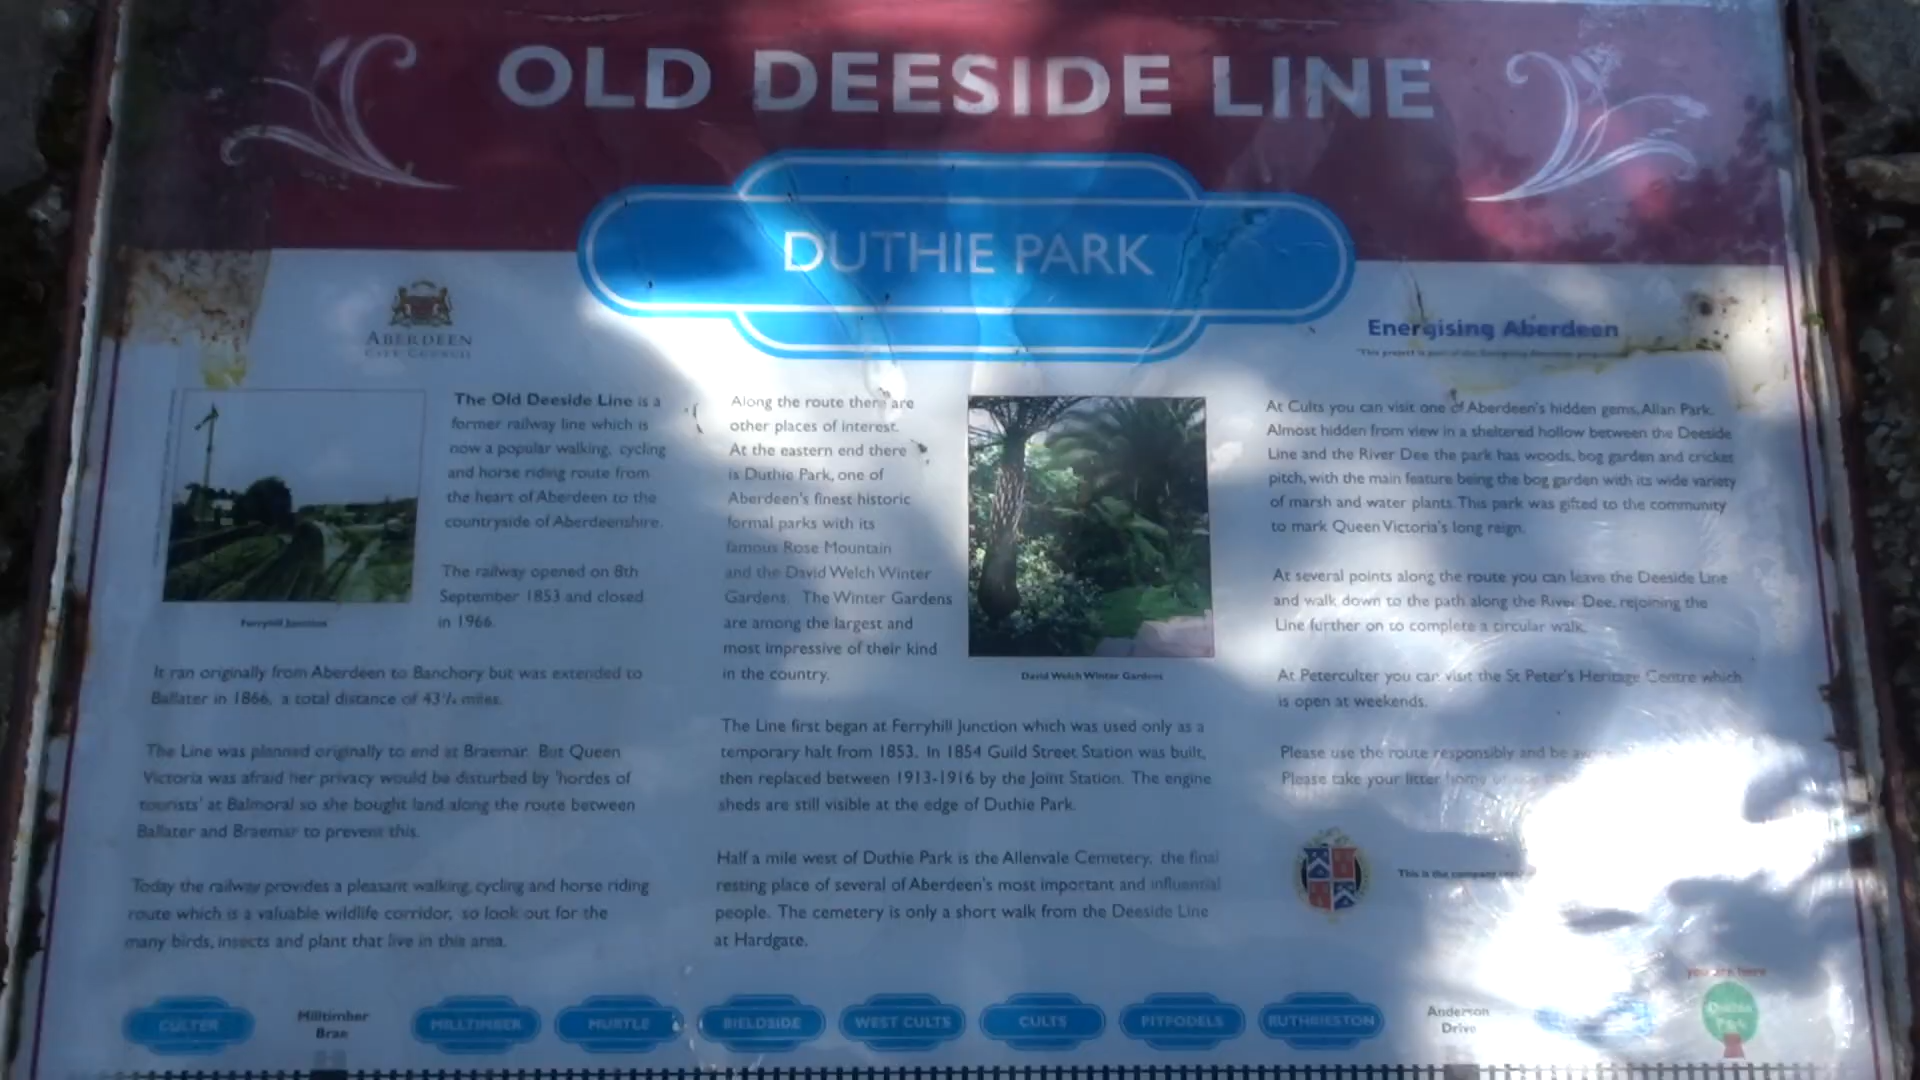 OLD DEESIDE LINE
DUTHIE PARK
ABERDEEN
CITY COUNCIL
Energising Aberdeen
"This project is part of the Energising Aberdeen
The Old Deeside Line is a
former railway line which is
now a popular walking, cycling
and horse riding route from
the heart of Aberdeen to the
countryside of Aberdeenshire.
The railway opened on 8th
September 1853 and closed
in 1966.
Ferryhill Junction
It ran originally from Aberdeen to Banchory but was extended to
Ballater in 1866, a total distance of 43¼ miles.
The Line was planned originally to end at Braemar. But Queen
Victoria was afraid her privacy would be disturbed by 'hordes of
tourists' at Balmoral so she bought land along the route between
Ballater and Braemar to prevent this.
Today the railway provides a pleasant walking, cycling and horse riding
route which is a valuable wildlife corridor, so look out for the
many birds, insects and plant that live in this area.
Along the route there are
other places of interest.
At the eastern end there
is Duthie Park, one of
Aberdeen's finest historic
formal parks with its
famous Rose Mountain
and the David Welch Winter
Gardens. The Winter Gardens
are among the largest and
most impressive of their kind
in the country.
David Welch Winter Gardens
The Line first began at Ferryhill Junction which was used only as a
temporary halt from 1853. In 1854 Guild Street Station was built,
then replaced between 1913-1916 by the Joint Station. The engine
sheds are still visible at the edge of Duthie Park.
Half a mile west of Duthie Park is the Allenvale Cemetery, the final
resting place of several of Aberdeen's most important and influential
people. The cemetery is only a short walk from the Deeside Line
at Hardgate.
At Cults you can visit one of Aberdeen's hidden gems, Allan Park.
Almost hidden from view in a sheltered hollow between the Deeside
Line and the River Dee the park has woods, bog garden and cricket
pitch, with the main feature being the bog garden with its wide variety
of marsh and water plants. This park was gifted to the community
to mark Queen Victoria's long reign.
At several points along the route you can leave the Deeside Line
and walk down to the path along the River Dee, rejoining the
Line further on to complete a circular walk.
At Peterculter you can visit the St Peter's Heritage Centre which
is open at weekends.
Please use the route responsibly and be
Please take your litter home
This is the company
you are here
CULTER
Milltimber
Brae
MILLTIMBER
MURTLE
BIELDSIDE
WEST CULTS
CULTS
PITFODELS
RUTHRIESTON
Anderson
Drive
Duthie
Park